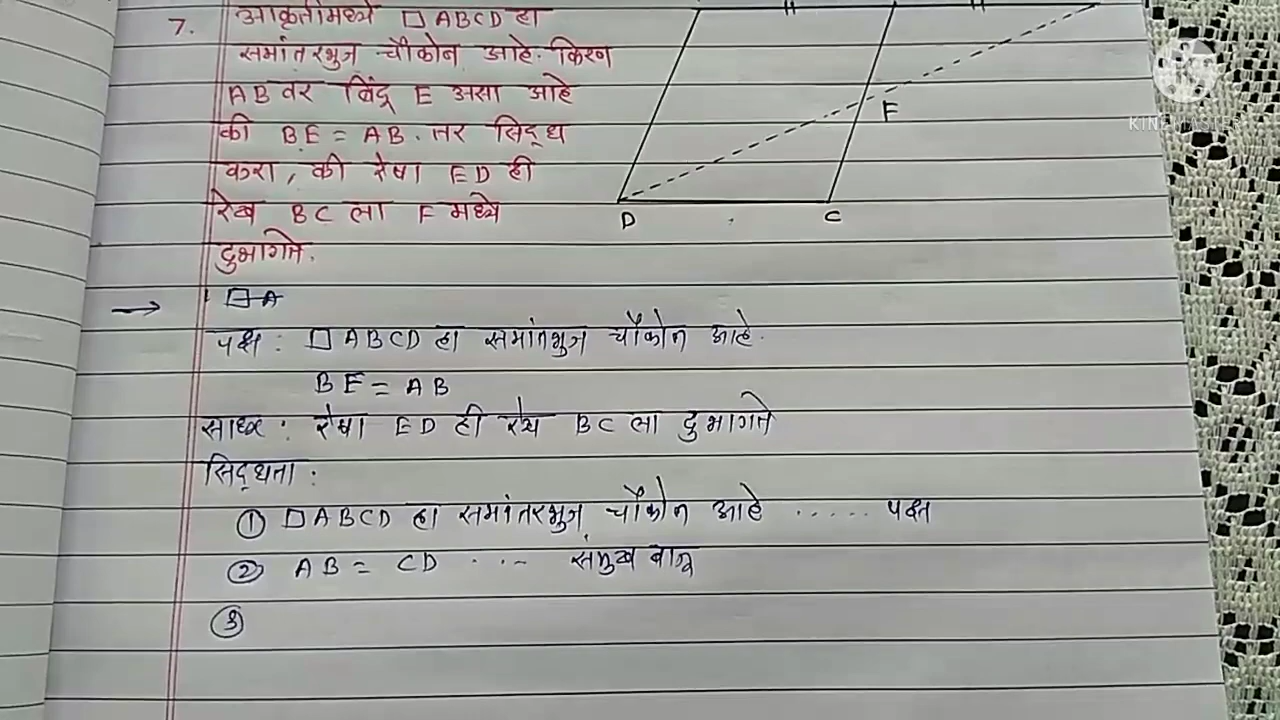 7. आकृतीमध्ये □ ABCD हा
समांतरभुज चौकोन आहे. किरण
AB वर बिंदू E असा आहे
की BE = AB. तर सिद्ध
करा, की रेषा ED ही
रेख BC ला F मध्ये
दुभागते.
F
D C
KINEMASTER
→ □ A
पक्ष : □ ABCD हा समांतभुज चौकोन आहे.
BE = AB
साध्य : रेषा ED ही रेख BC ला दुभागते
सिद्धता :
① □ ABCD हा समांतरभुज चौकोन आहे ..... पक्ष
② AB = CD ... संमुख बाजू
③